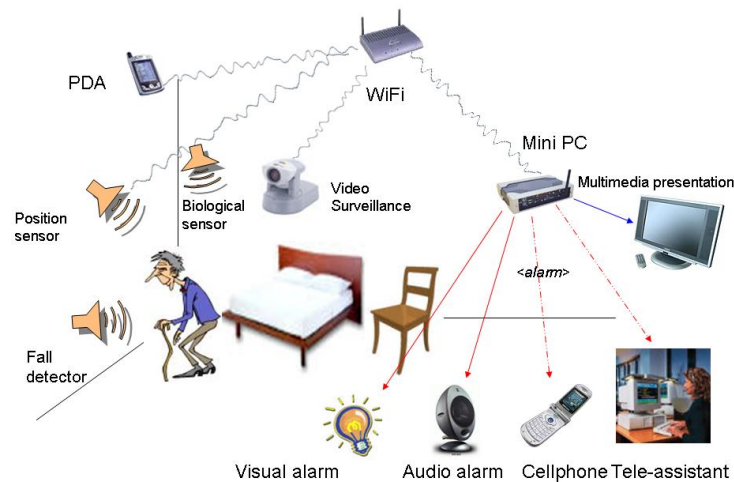 PDA
WiFi
Mini PC
Multimedia presentation
Position
sensor
Biological
sensor
Video
Surveillance
<alarm>
Fall
detector
Visual alarm
Audio alarm
Cellphone
Tele-assistant